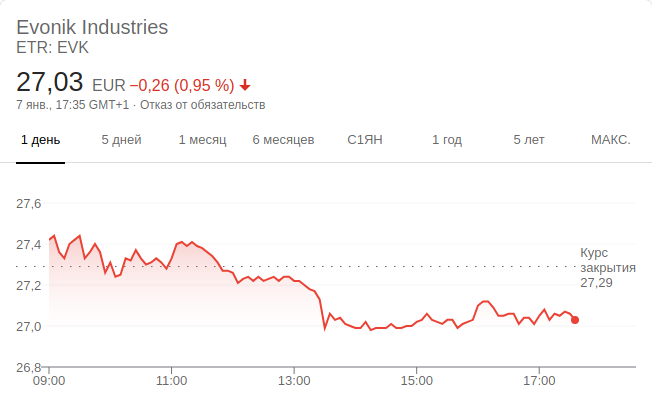 Evonik Industries
ETR: EVK
27,03 EUR −0,26 (0,95 %)
7 янв., 17:35 GMT+1 · Отказ от обязательств
1 день 5 дней 1 месяц 6 месяцев С1ЯН 1 год 5 лет МАКС.
27,6
27,4
Курс
закрытия
27,29
27,2
27,0
26,8
09:00 11:00 13:00 15:00 17:00